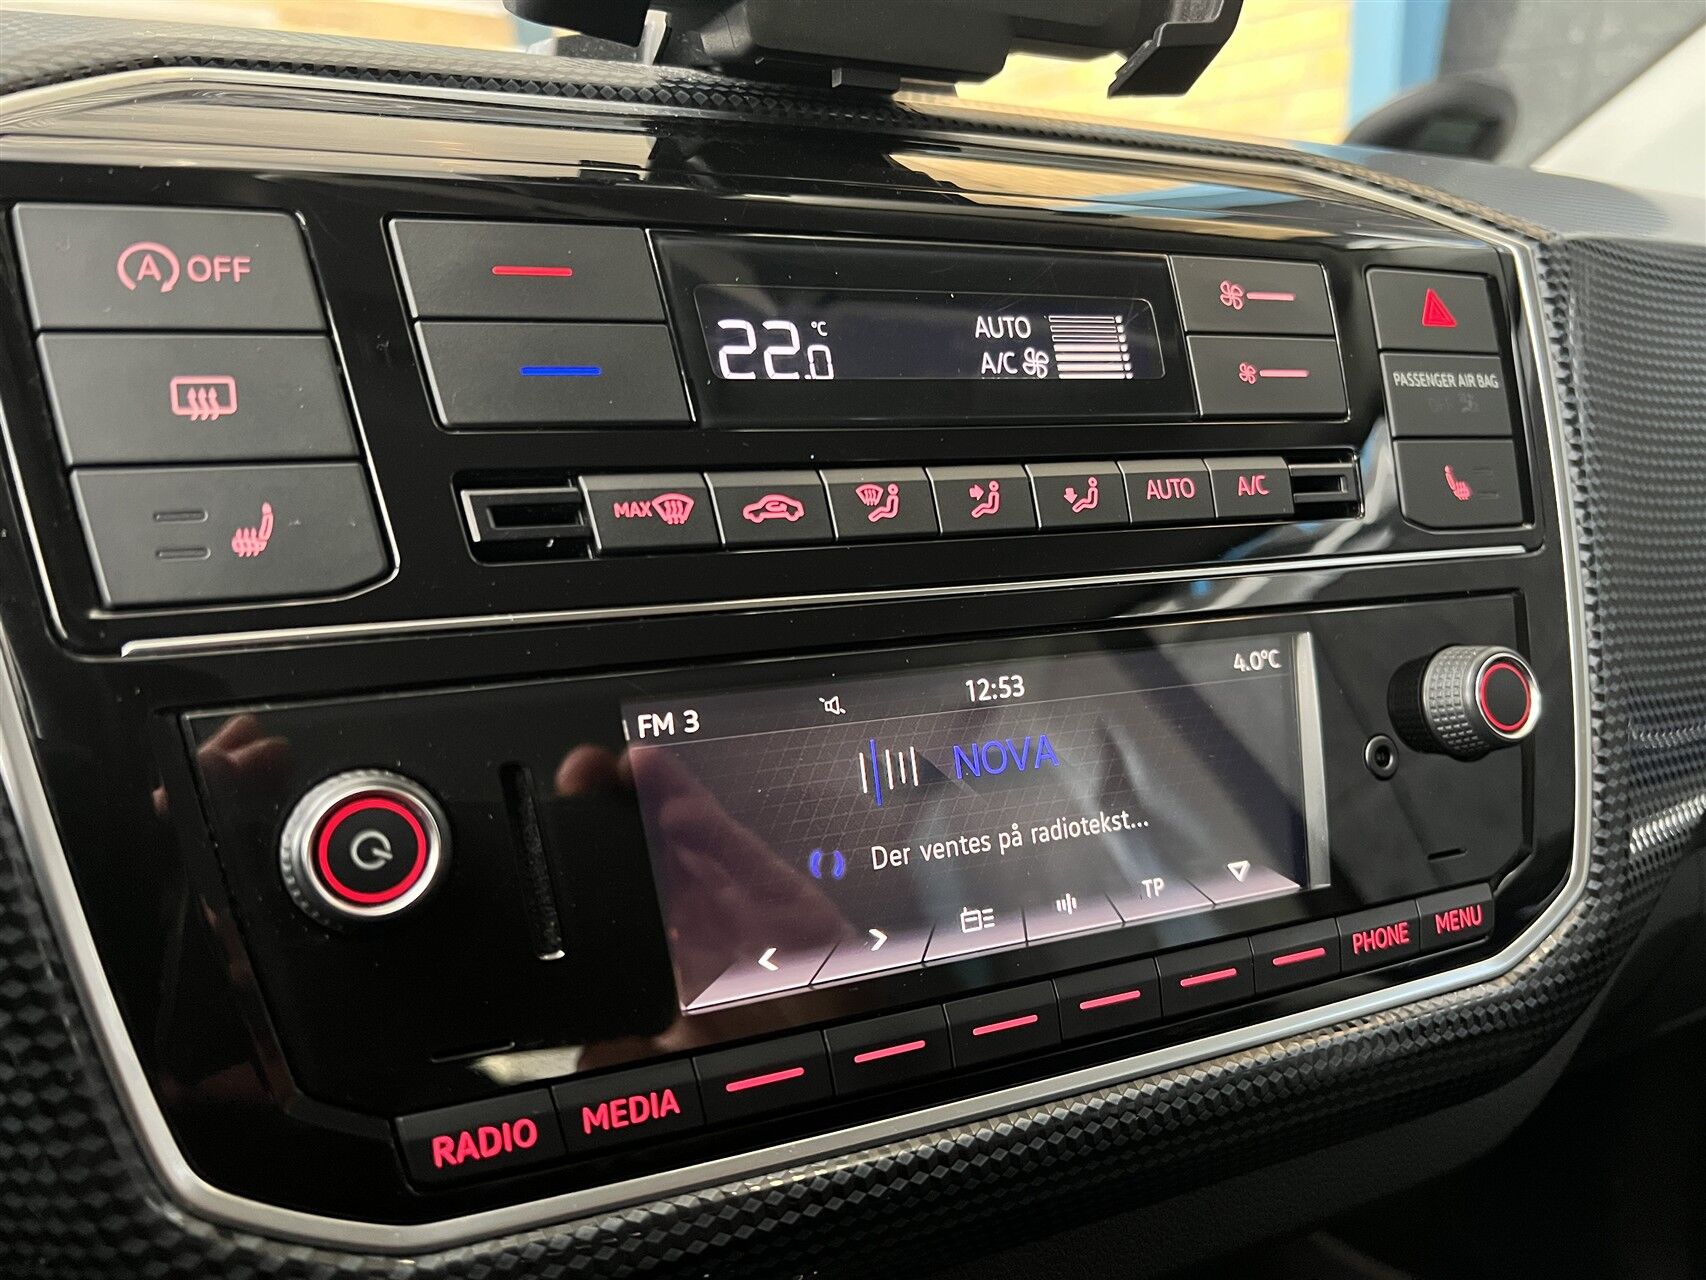 A OFF
22.0 °C
AUTO
A/C
PASSENGER AIR BAG
OFF
MAX
AUTO
A/C
FM 3
12:53
4.0°C
NOVA
Der ventes på radiotekst...
TP
RADIO
MEDIA
PHONE
MENU